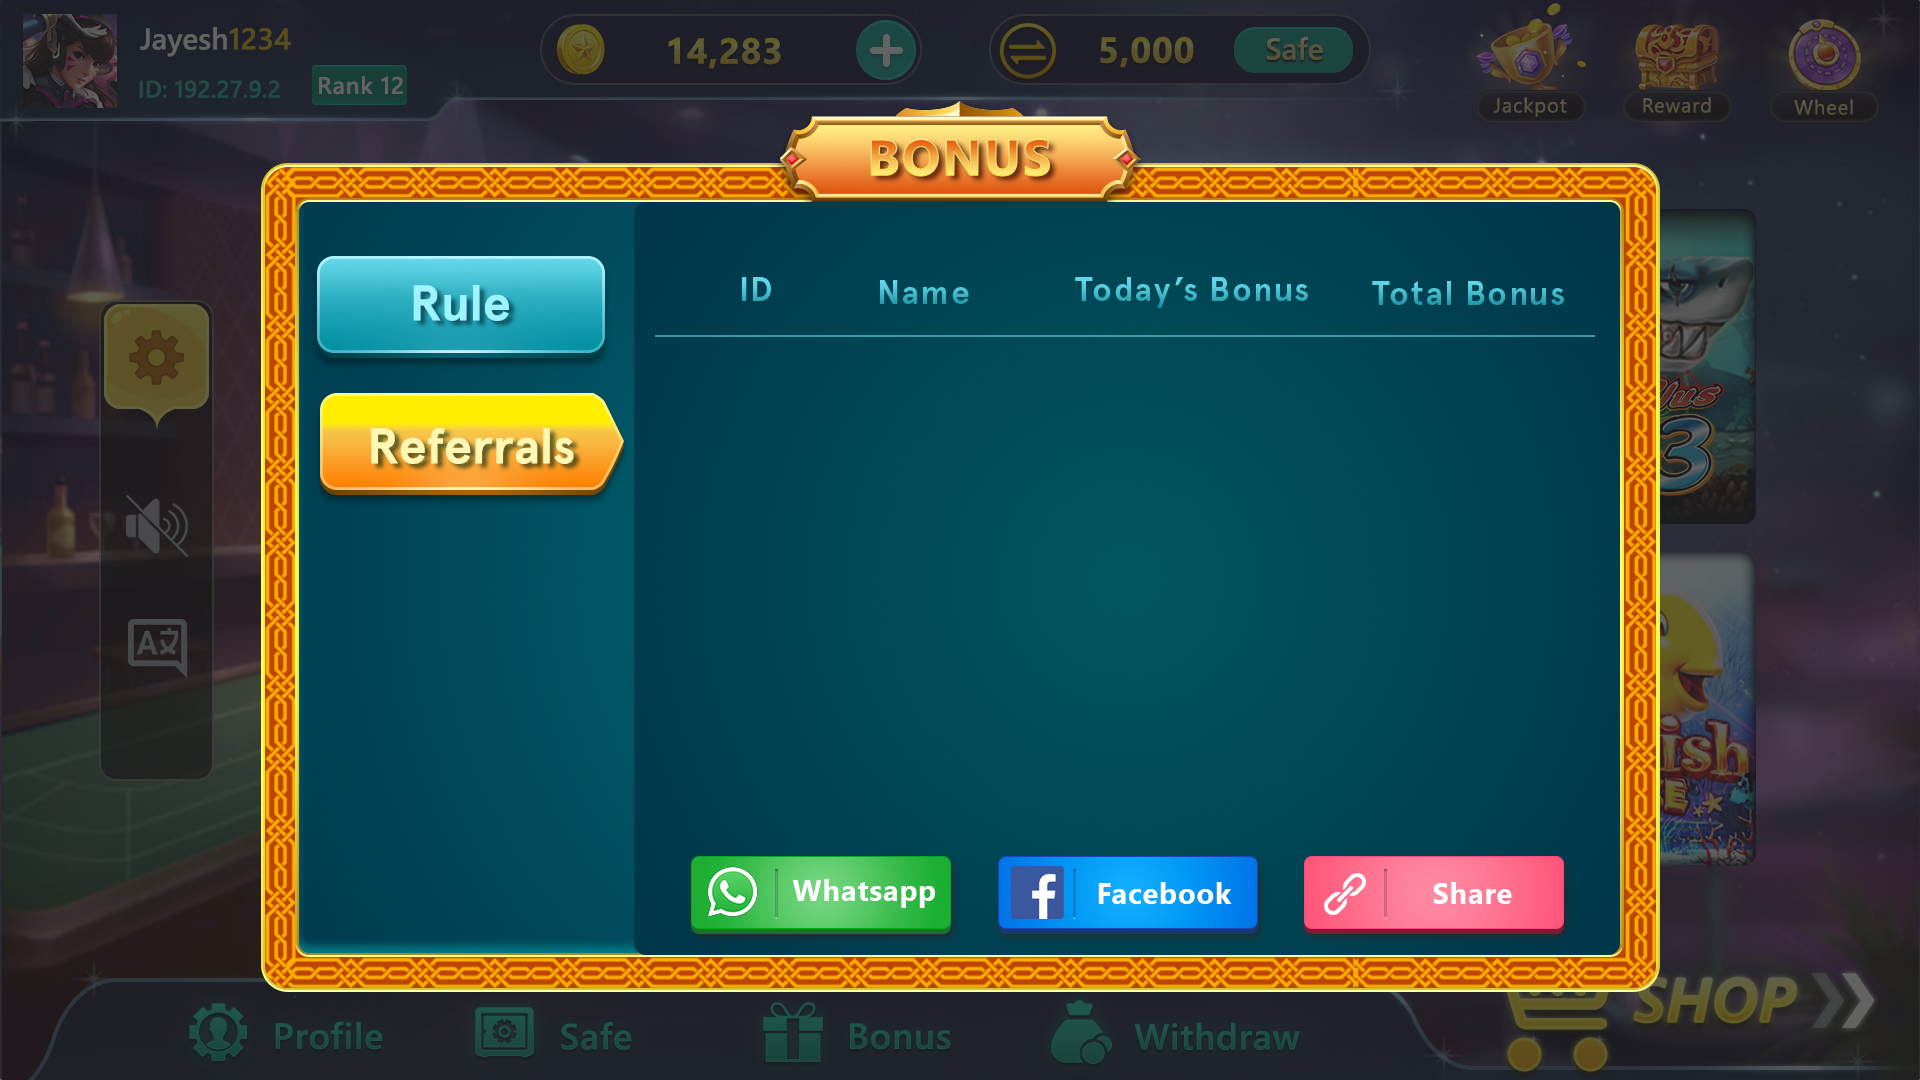 Jayesh1234
ID: 192.27.9.2
Rank 12
14,283
5,000
Safe
Jackpot
Reward
Wheel
BONUS
Rule
Referrals
ID
Name
Today's Bonus
Total Bonus
Whatsapp
Facebook
Share
3
Profile
Safe
Bonus
Withdraw
SHOP